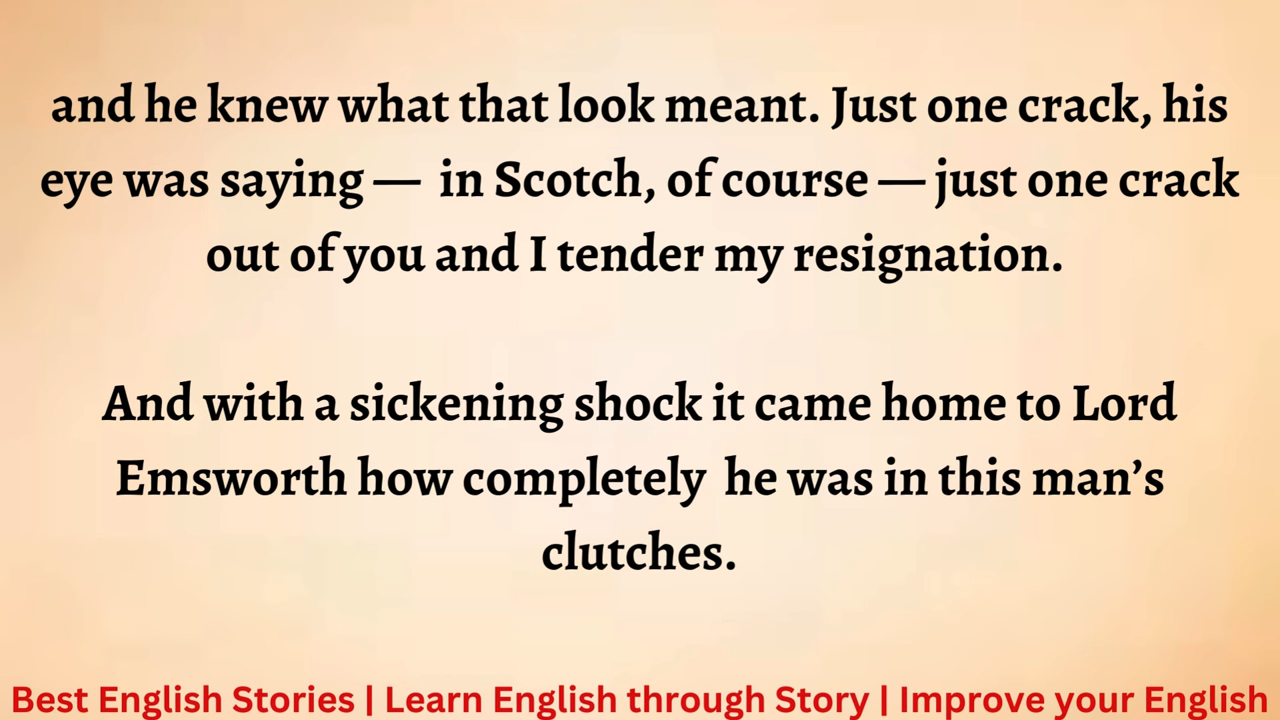 and he knew what that look meant. Just one crack, his
eye was saying — in Scotch, of course — just one crack
out of you and I tender my resignation.
And with a sickening shock it came home to Lord
Emsworth how completely he was in this man’s
clutches.
Best English Stories | Learn English through Story | Improve your English